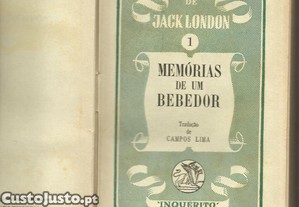 DE
JACK LONDON
1
MEMÓRIAS
DE UM
BEBEDOR
Tradução
de
CAMPOS LIMA
"INQUÉRITO"
CustoJusto.pt